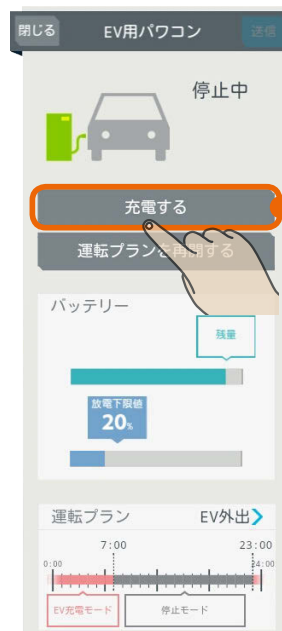 閉じる EV用パワコン 送信
停止中
充電する
運転プランを再開する
バッテリー
残量
放電下限値
20%
運転プラン EV外出
7:00 23:00
0:00 24:00
EV充電モード 停止モード